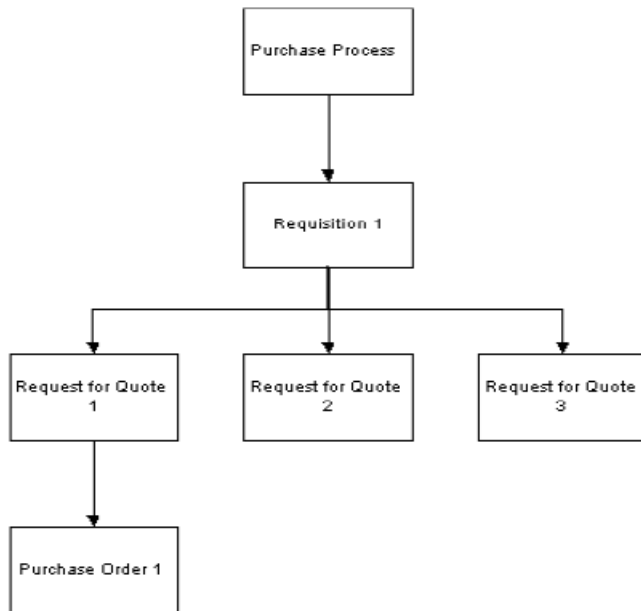 Purchase Process
Requisition 1
Request for Quote
1
Request for Quote
2
Request for Quote
3
Purchase Order 1